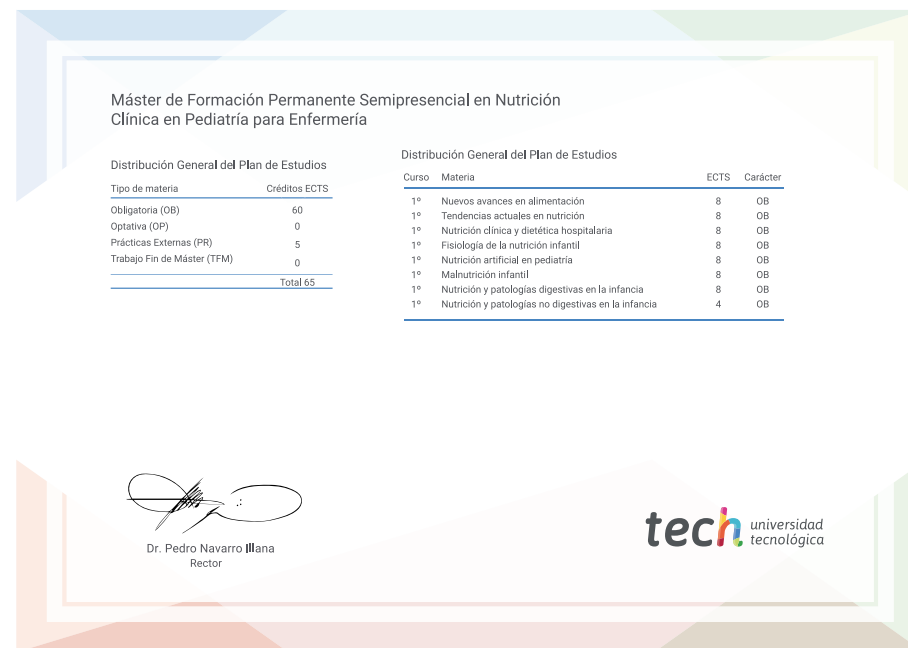 Máster de Formación Permanente Semipresencial en Nutrición
Clínica en Pediatría para Enfermería
Distribución General del Plan de Estudios
Tipo de materia Créditos ECTS
Obligatoria (OB) 60
Optativa (OP) 0
Prácticas Externas (PR) 5
Trabajo Fin de Máster (TFM) 0
Total 65
Distribución General del Plan de Estudios
Curso Materia ECTS Carácter
1º Nuevos avances en alimentación 8 OB
1º Tendencias actuales en nutrición 8 OB
1º Nutrición clínica y dietética hospitalaria 8 OB
1º Fisiología de la nutrición infantil 8 OB
1º Nutrición artificial en pediatría 8 OB
1º Malnutrición infantil 8 OB
1º Nutrición y patologías digestivas en la infancia 8 OB
1º Nutrición y patologías no digestivas en la infancia 4 OB
Dr. Pedro Navarro Illana
Rector
tech universidad
tecnológica